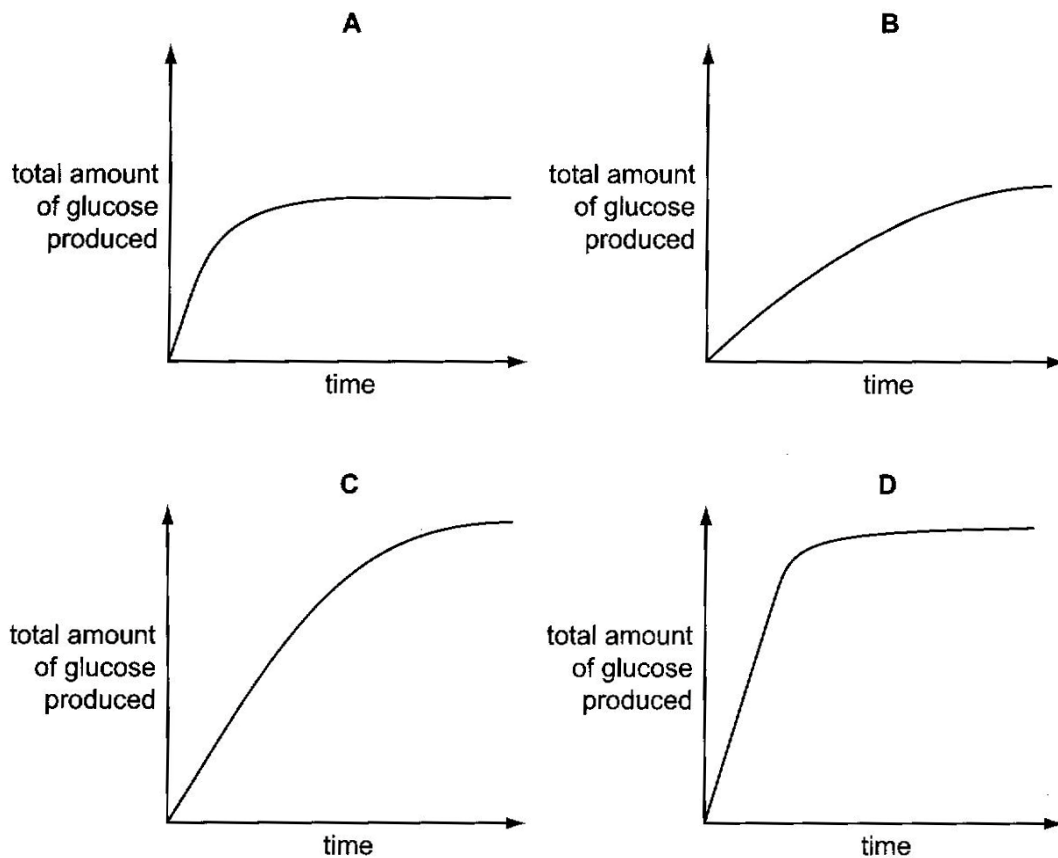 A
total amount
of glucose
produced
time
B
total amount
of glucose
produced
time
C
total amount
of glucose
produced
time
D
total amount
of glucose
produced
time